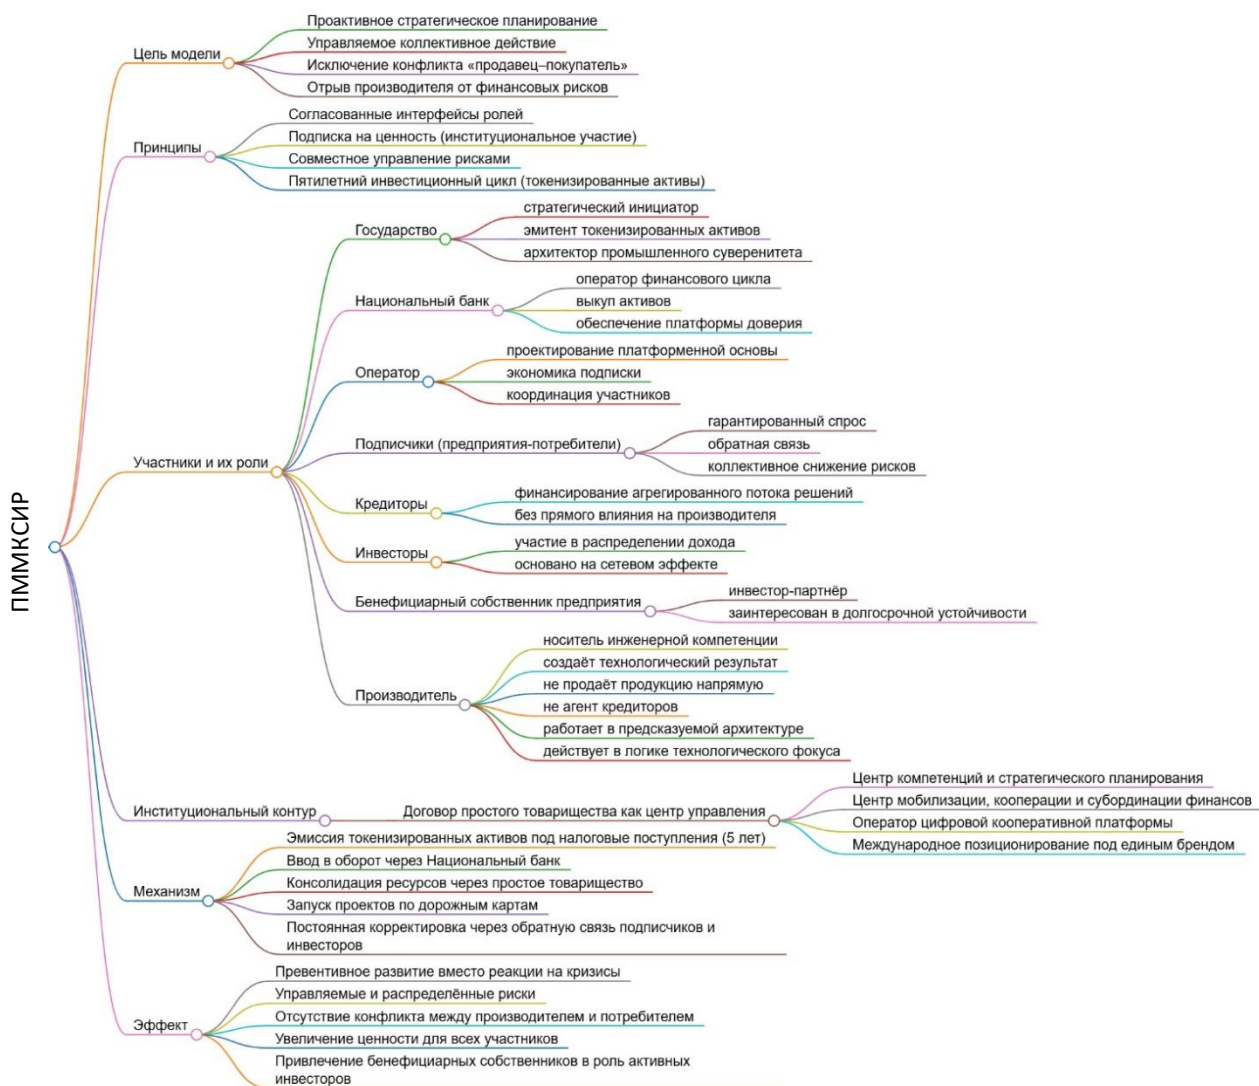 ПММКСИР
Цель модели
Проактивное стратегическое планирование
Управляемое коллективное действие
Исключение конфликта «продавец–покупатель»
Отрыв производителя от финансовых рисков
Принципы
Согласованные интерфейсы ролей
Подписка на ценность (институциональное участие)
Совместное управление рисками
Пятилетний инвестиционный цикл (токенизированные активы)
Участники и их роли
Государство
стратегический инициатор
эмитент токенизированных активов
архитектор промышленного суверенитета
Национальный банк
оператор финансового цикла
выкуп активов
обеспечение платформы доверия
Оператор
проектирование платформенной основы
экономика подписки
координация участников
Подписчики (предприятия-потребители)
гарантированный спрос
обратная связь
коллективное снижение рисков
Кредиторы
финансирование агрегированного потока решений
без прямого влияния на производителя
Инвесторы
участие в распределении дохода
основано на сетевом эффекте
Бенефициарный собственник предприятия
инвестор-партнёр
заинтересован в долгосрочной устойчивости
Производитель
носитель инженерной компетенции
создаёт технологический результат
не продаёт продукцию напрямую
не агент кредиторов
работает в предсказуемой архитектуре
действует в логике технологического фокуса
Институциональный контур
Договор простого товарищества как центр управления
Центр компетенций и стратегического планирования
Центр мобилизации, кооперации и субординации финансов
Оператор цифровой кооперативной платформы
Международное позиционирование под единым брендом
Механизм
Эмиссия токенизированных активов под налоговые поступления (5 лет)
Ввод в оборот через Национальный банк
Консолидация ресурсов через простое товарищество
Запуск проектов по дорожным картам
Постоянная корректировка через обратную связь подписчиков и
инвесторов
Эффект
Превентивное развитие вместо реакции на кризисы
Управляемые и распределённые риски
Отсутствие конфликта между производителем и потребителем
Увеличение ценности для всех участников
Привлечение бенефициарных собственников в роль активных
инвесторов